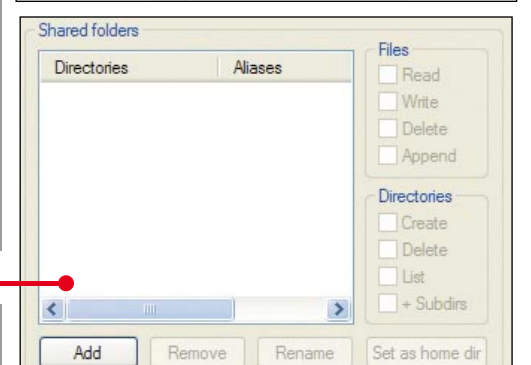 Shared folders
Directories Aliases
Files
Read
Write
Delete
Append
Directories
Create
Delete
List
+ Subdirs
Add Remove Rename Set as home dir